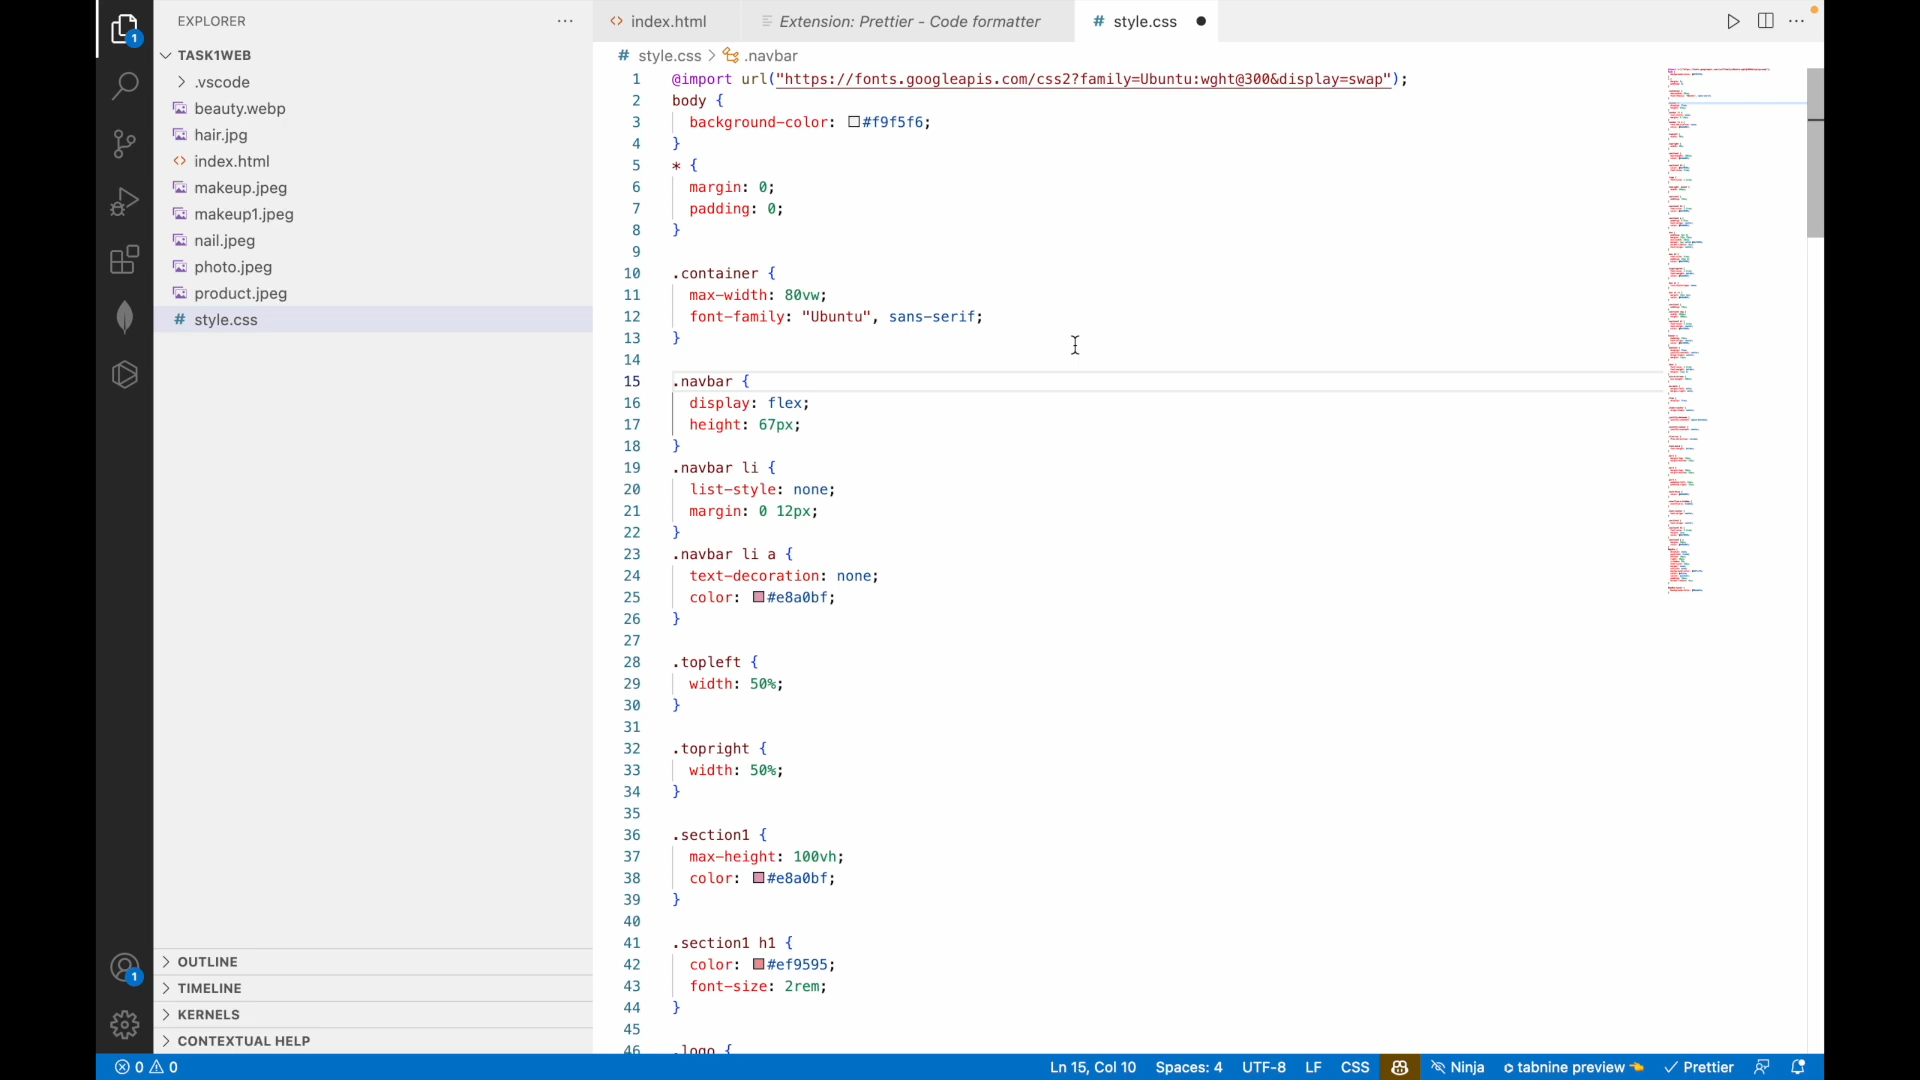 EXPLORER
TASK1WEB
.vscode
beauty.webp
hair.jpg
index.html
makeup.jpeg
makeup1.jpeg
nail.jpeg
photo.jpeg
product.jpeg
# style.css
OUTLINE
TIMELINE
KERNELS
CONTEXTUAL HELP
1
1
index.html
Extension: Prettier - Code formatter
# style.css
# style.css > .navbar
1 @import url("https://fonts.googleapis.com/css2?family=Ubuntu:wght@300&display=swap");
2 body {
3 background-color: #f9f5f6;
4 }
5 * {
6 margin: 0;
7 padding: 0;
8 }
9
10 .container {
11 max-width: 80vw;
12 font-family: "Ubuntu", sans-serif;
13 }
14
15 .navbar {
16 display: flex;
17 height: 67px;
18 }
19 .navbar li {
20 list-style: none;
21 margin: 0 12px;
22 }
23 .navbar li a {
24 text-decoration: none;
25 color: #e8a0bf;
26 }
27
28 .topleft {
29 width: 50%;
30 }
31
32 .topright {
33 width: 50%;
34 }
35
36 .section1 {
37 max-height: 100vh;
38 color: #e8a0bf;
39 }
40
41 .section1 h1 {
42 color: #ef9595;
43 font-size: 2rem;
44 }
45
46 .logo {
0 0
Ln 15, Col 10
Spaces: 4
UTF-8
LF
CSS
Ninja
tabnine preview
Prettier